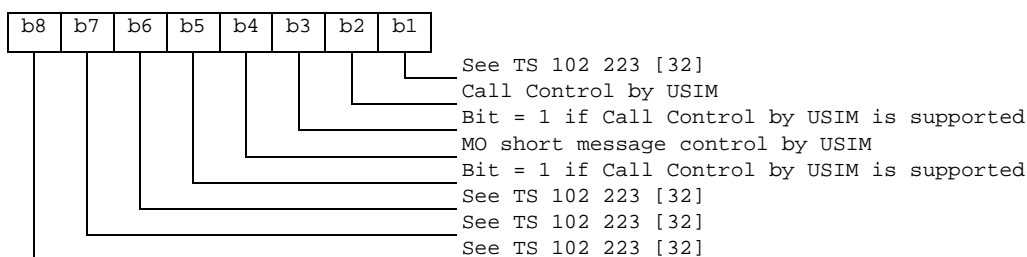 b8 b7 b6 b5 b4 b3 b2 b1
See TS 102 223 [32]
Call Control by USIM
Bit = 1 if Call Control by USIM is supported
MO short message control by USIM
Bit = 1 if Call Control by USIM is supported
See TS 102 223 [32]
See TS 102 223 [32]
See TS 102 223 [32]